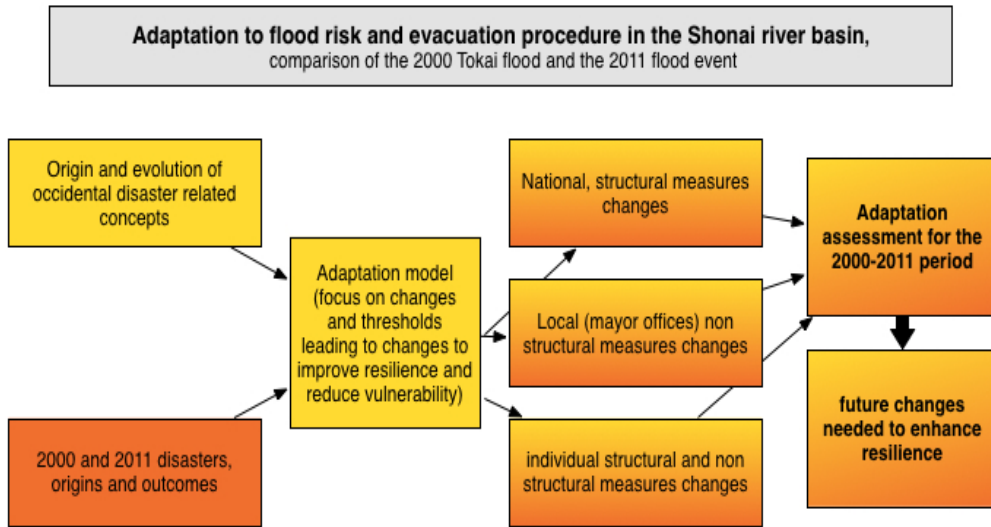 Adaptation to flood risk and evacuation procedure in the Shonai river basin,
comparison of the 2000 Tokai flood and the 2011 flood event
Origin and evolution of
occidental disaster related
concepts
2000 and 2011 disasters,
origins and outcomes
Adaptation model
(focus on changes
and thresholds
leading to changes to
improve resilience and
reduce vulnerability)
National, structural measures
changes
Local (mayor offices) non
structural measures changes
individual structural and non
structural measures changes
Adaptation
assessment for the
2000-2011 period
future changes
needed to enhance
resilience